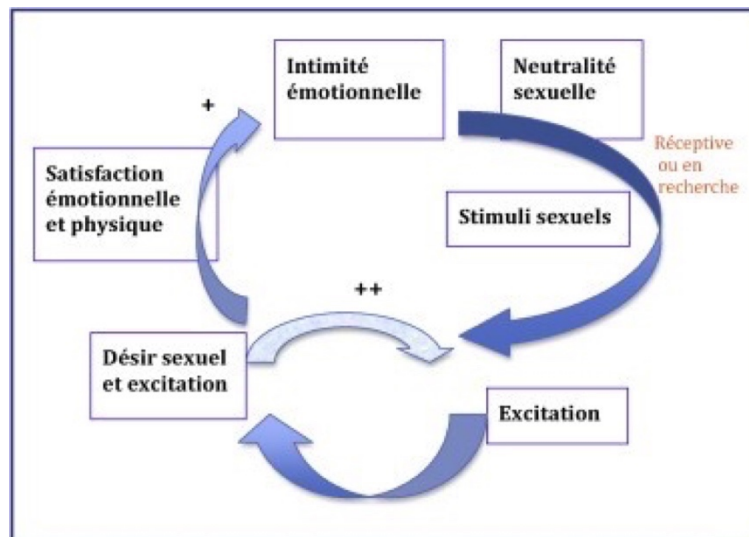 Intimité
émotionnelle
Neutralité
sexuelle
+
Réceptive
ou en
recherche
Satisfaction
émotionnelle
et physique
Stimuli sexuels
++
Désir sexuel
et excitation
Excitation